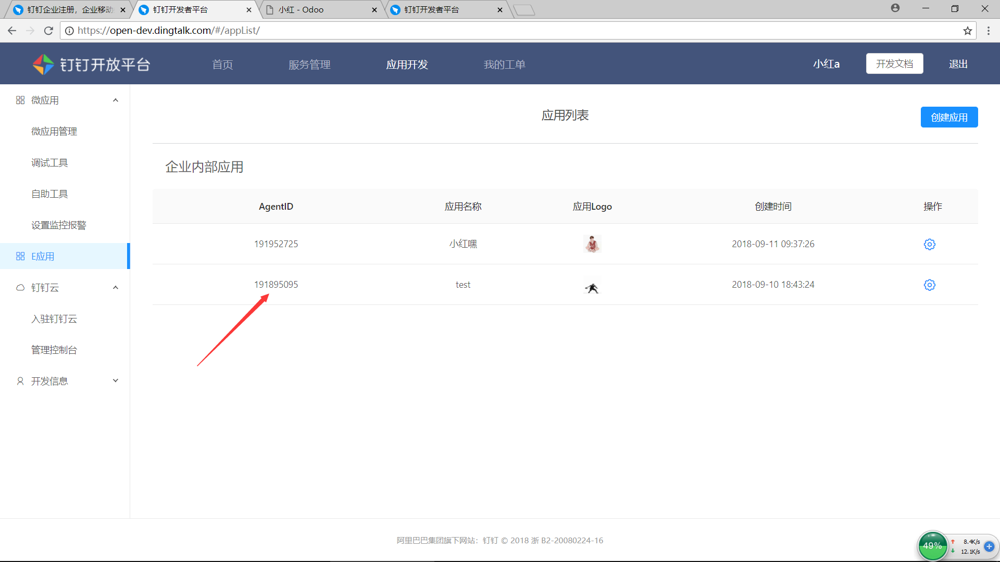 钉钉企业注册，企业移动
钉钉开发者平台
小红 - Odoo
钉钉开发者平台
https://open-dev.dingtalk.com/#/appList/
钉钉开放平台
首页
服务管理
应用开发
我的工单
小红a
开发文档
退出
微应用
微应用管理
调试工具
自助工具
设置监控报警
E应用
钉钉云
入驻钉钉云
管理控制台
开发信息
应用列表
创建应用
企业内部应用
AgentID 应用名称 应用Logo 创建时间 操作
191952725 小红嘿 2018-09-11 09:37:26
191895095 test 2018-09-10 18:43:24
阿里巴巴集团旗下网站：钉钉 © 2018 浙 B2-20080224-16
49%
8.4K/s
12.1K/s